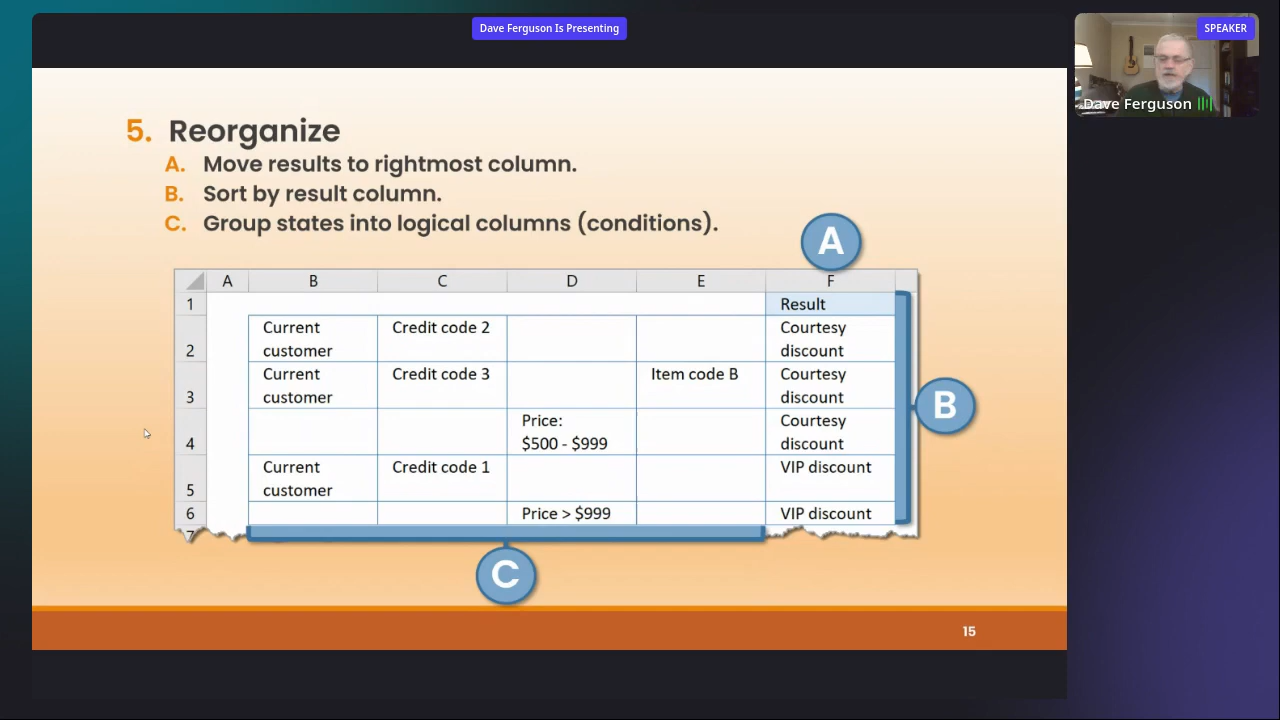 Dave Ferguson Is Presenting
SPEAKER
Dave Ferguson
5. Reorganize
A. Move results to rightmost column.
B. Sort by result column.
C. Group states into logical columns (conditions).
A
A B C D E F
1 Result
2 Current customer Credit code 2 Courtesy discount
3 Current customer Credit code 3 Item code B Courtesy discount
4 Price: $500 - $999 Courtesy discount
5 Current customer Credit code 1 VIP discount
6 Price > $999 VIP discount
7
B
C
15